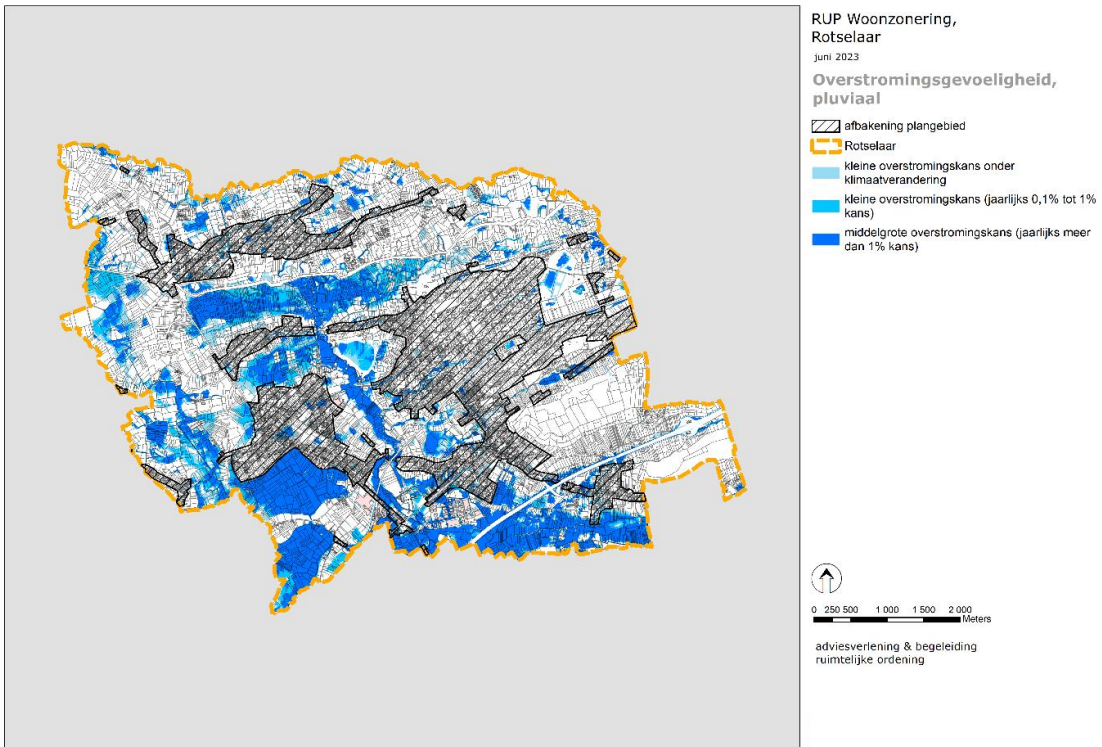 RUP Woonzonering,
Rotselaar
juni 2023
Overstromingsgevoeligheid,
pluviaal
afbakening plangebied
Rotselaar
kleine overstromingskans onder
klimaatverandering
kleine overstromingskans (jaarlijks 0,1% tot 1%
kans)
middelgrote overstromingskans (jaarlijks meer
dan 1% kans)
0 250 500 1 000 1 500 2 000
Meters
adviesverlening & begeleiding
ruimtelijke ordening